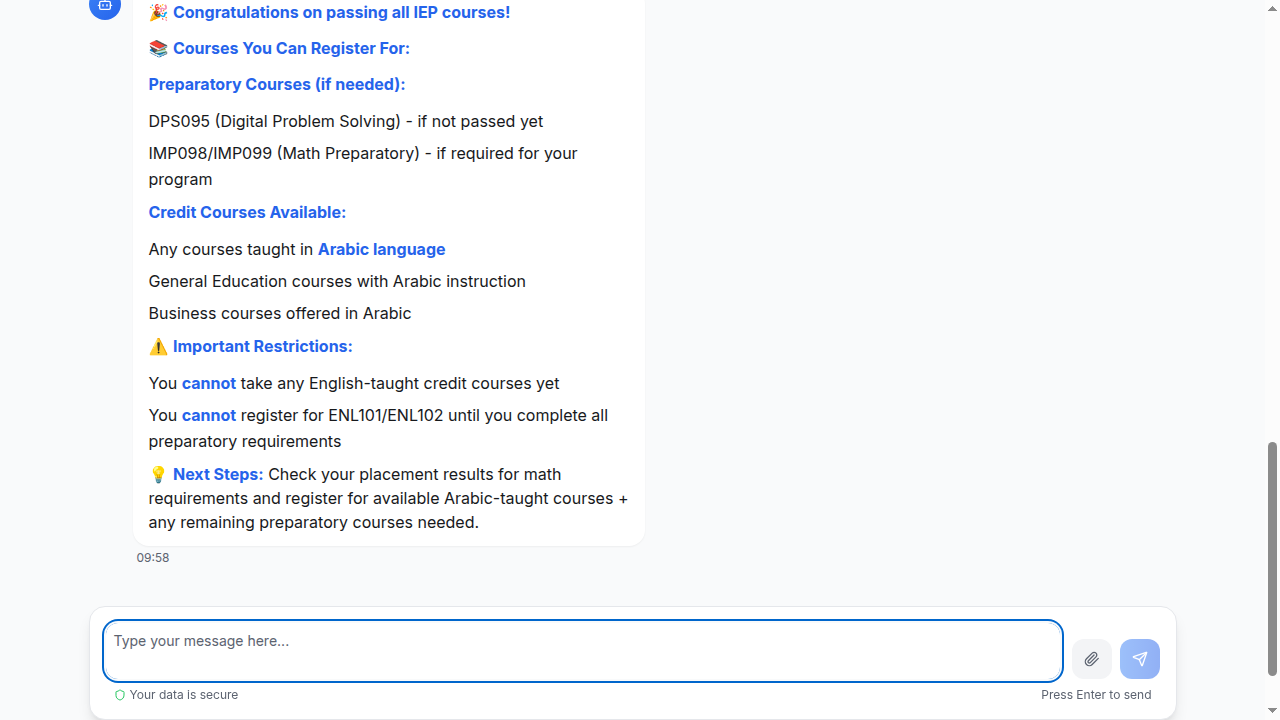 🎉 Congratulations on passing all IEP courses!
📚 Courses You Can Register For:
Preparatory Courses (if needed):
DPS095 (Digital Problem Solving) - if not passed yet
IMP098/IMP099 (Math Preparatory) - if required for your
program
Credit Courses Available:
Any courses taught in Arabic language
General Education courses with Arabic instruction
Business courses offered in Arabic
⚠️ Important Restrictions:
You cannot take any English-taught credit courses yet
You cannot register for ENL101/ENL102 until you complete all
preparatory requirements
💡 Next Steps: Check your placement results for math
requirements and register for available Arabic-taught courses +
any remaining preparatory courses needed.
09:58
Type your message here...
Your data is secure
Press Enter to send